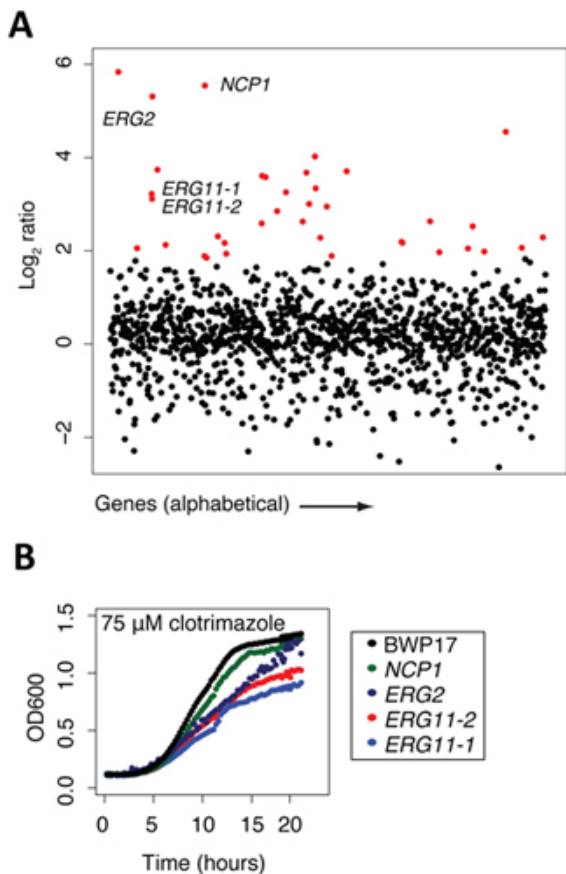 A
6
4
2
0
−2
Log2 ratio
NCP1
ERG2
ERG11-1
ERG11-2
Genes (alphabetical)
B
75 µM clotrimazole
1.5
1.0
0.5
0.0
OD600
0 5 10 15 20
Time (hours)
BWP17
NCP1
ERG2
ERG11-2
ERG11-1